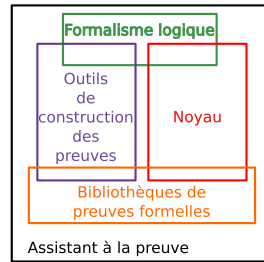 Formalisme logique
Outils
de
construction
des
preuves
Noyau
Bibliothèques de
preuves formelles
Assistant à la preuve